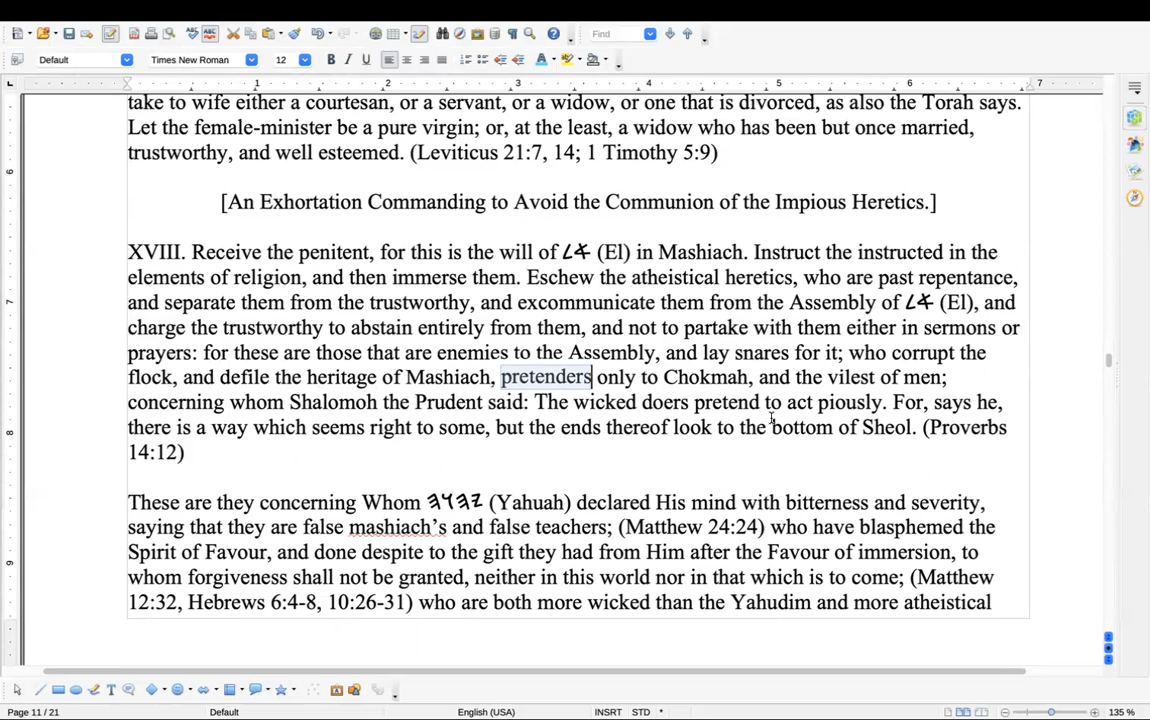 Find
Default
Times New Roman
12
B I U
1 2 3 4 5 6 7
take to wife either a courtesan, or a servant, or a widow, or one that is divorced, as also the Torah says.
Let the female-minister be a pure virgin; or, at the least, a widow who has been but once married,
trustworthy, and well esteemed. (Leviticus 21:7, 14; 1 Timothy 5:9)
[An Exhortation Commanding to Avoid the Communion of the Impious Heretics.]
XVIII. Receive the penitent, for this is the will of 𐤋𐤀 (El) in Mashiach. Instruct the instructed in the
elements of religion, and then immerse them. Eschew the atheistical heretics, who are past repentance,
and separate them from the trustworthy, and excommunicate them from the Assembly of 𐤋𐤀 (El), and
charge the trustworthy to abstain entirely from them, and not to partake with them either in sermons or
prayers: for these are those that are enemies to the Assembly, and lay snares for it; who corrupt the
flock, and defile the heritage of Mashiach, pretenders only to Chokmah, and the vilest of men;
concerning whom Shalomoh the Prudent said: The wicked doers pretend to act piously. For, says he,
there is a way which seems right to some, but the ends thereof look to the bottom of Sheol. (Proverbs
14:12)
These are they concerning Whom 𐤄𐤅𐤄𐤉 (Yahuah) declared His mind with bitterness and severity,
saying that they are false mashiach’s and false teachers; (Matthew 24:24) who have blasphemed the
Spirit of Favour, and done despite to the gift they had from Him after the Favour of immersion, to
whom forgiveness shall not be granted, neither in this world nor in that which is to come; (Matthew
12:32, Hebrews 6:4-8, 10:26-31) who are both more wicked than the Yahudim and more atheistical
Page 11 / 21
Default
English (USA)
INSRT
STD
*
135 %